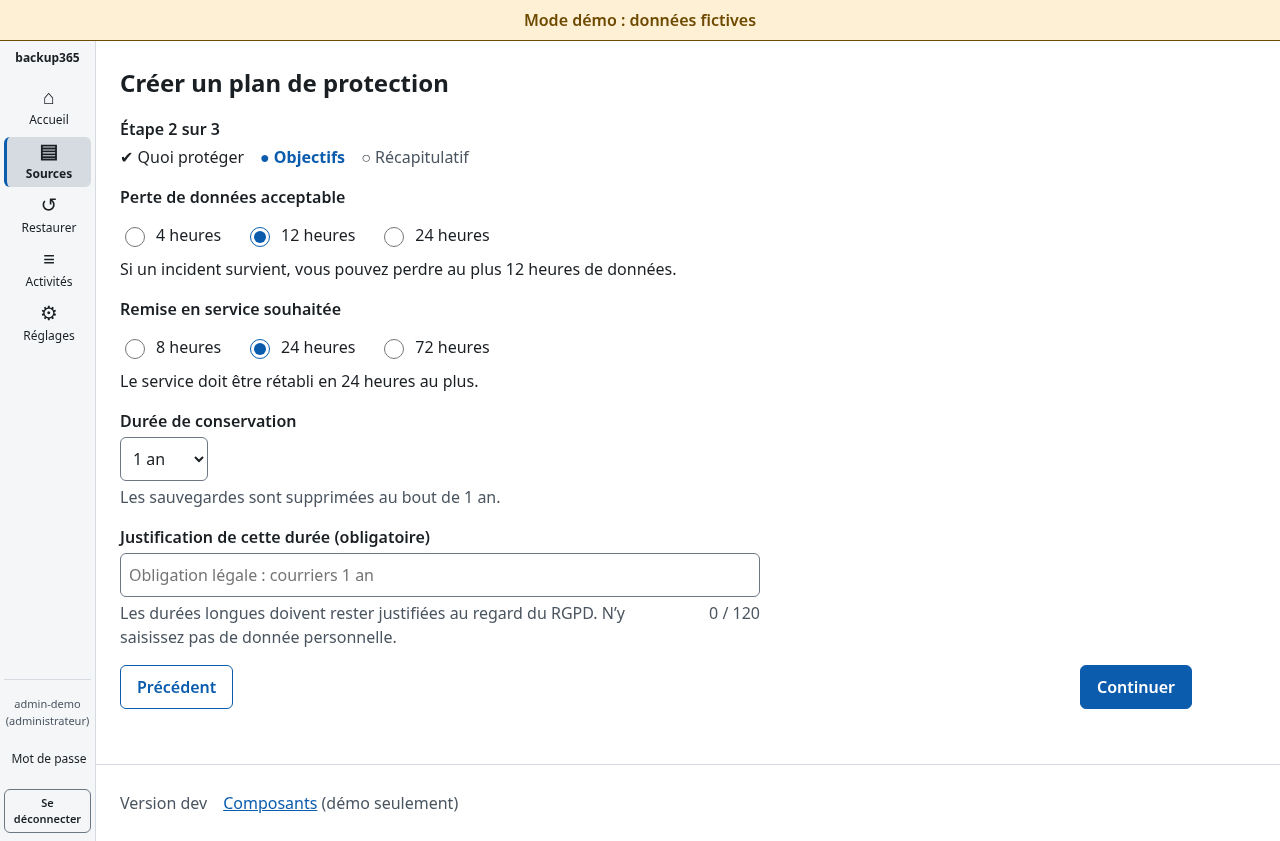 Mode démo : données fictives
backup365
Accueil
Sources
Restaurer
Activités
Réglages
admin-demo
(administrateur)
Mot de passe
Se
déconnecter
Créer un plan de protection
Étape 2 sur 3
✔ Quoi protéger ● Objectifs ○ Récapitulatif
Perte de données acceptable
4 heures 12 heures 24 heures
Si un incident survient, vous pouvez perdre au plus 12 heures de données.
Remise en service souhaitée
8 heures 24 heures 72 heures
Le service doit être rétabli en 24 heures au plus.
Durée de conservation
1 an
Les sauvegardes sont supprimées au bout de 1 an.
Justification de cette durée (obligatoire)
Obligation légale : courriers 1 an
Les durées longues doivent rester justifiées au regard du RGPD. N’y 0 / 120
saisissez pas de donnée personnelle.
Précédent Continuer
Version dev Composants (démo seulement)